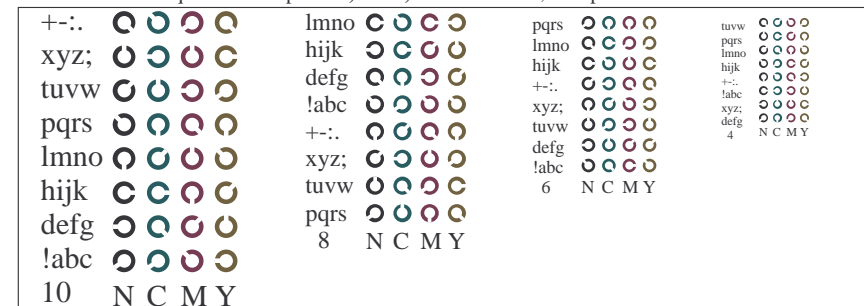 +-:.
xyz;
tuvw
pqrs
lmno
hijk
defg
!abc
10 N C M Y
lmno
hijk
defg
!abc
+-:.
xyz;
tuvw
pqrs
8 N C M Y
pqrs
lmno
hijk
+-:.
xyz;
tuvw
defg
!abc
6 N C M Y
tuvw
pqrs
lmno
hijk
+-:.
!abc
xyz;
defg
4 N C M Y